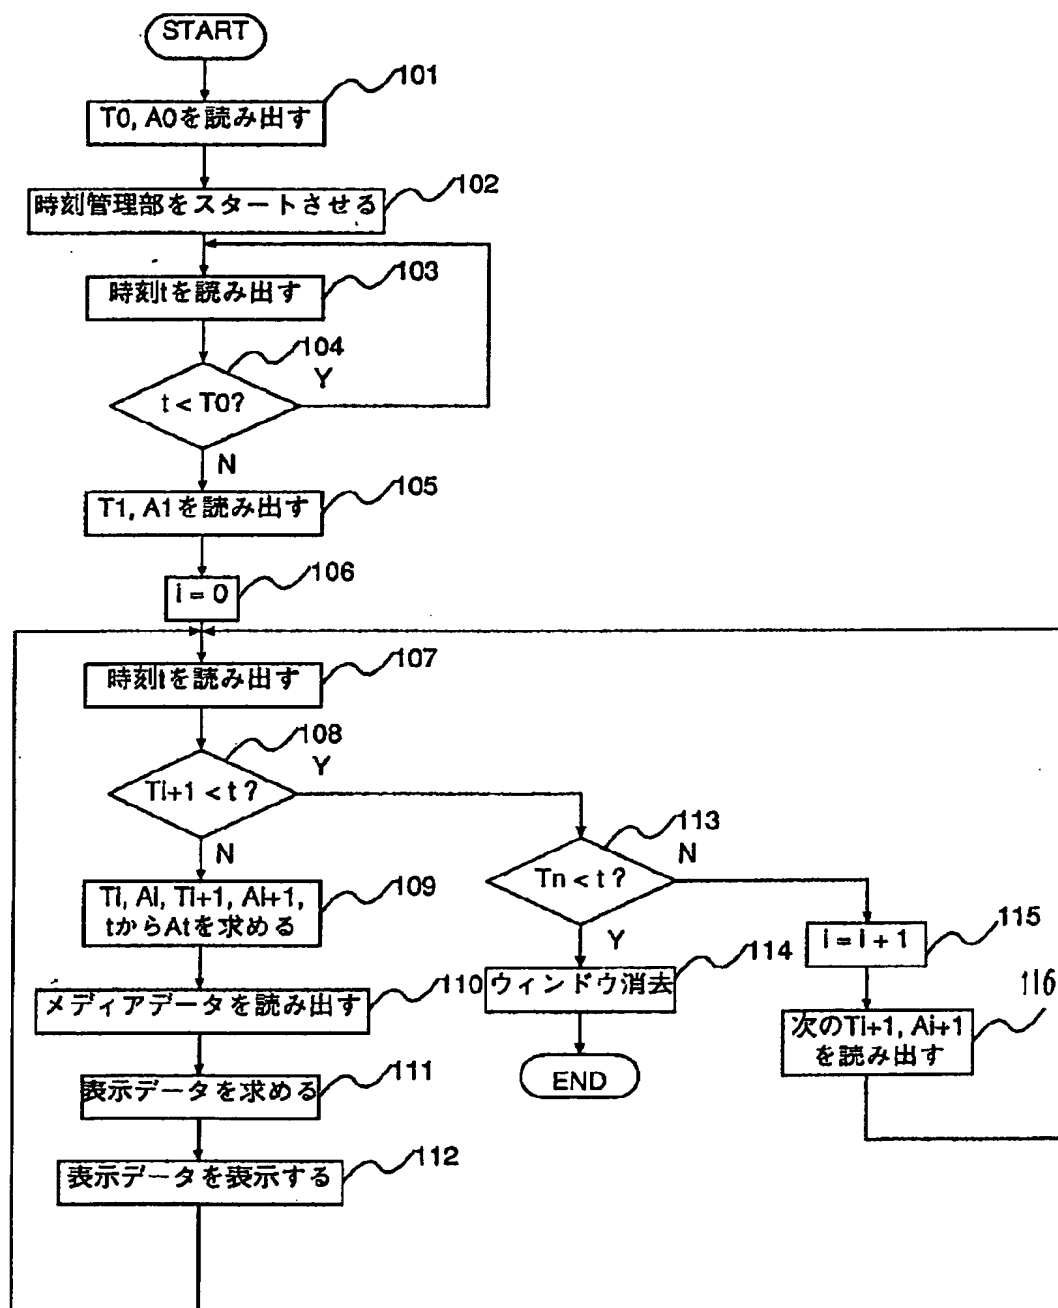 START
101
T0, A0を読み出す
102
時刻管理部をスタートさせる
103
時刻tを読み出す
104
Y
t < T0?
N
105
T1, A1を読み出す
106
i = 0
107
時刻tを読み出す
108
Y
Ti+1 < t ?
N
113
N
Tn < t ?
Y
109
Ti, Ai, Ti+1, Ai+1,
tからAtを求める
115
i = i + 1
114
ウィンドウ消去
110
メディアデータを読み出す
116
次のTi+1, Ai+1
を読み出す
END
111
表示データを求める
112
表示データを表示する